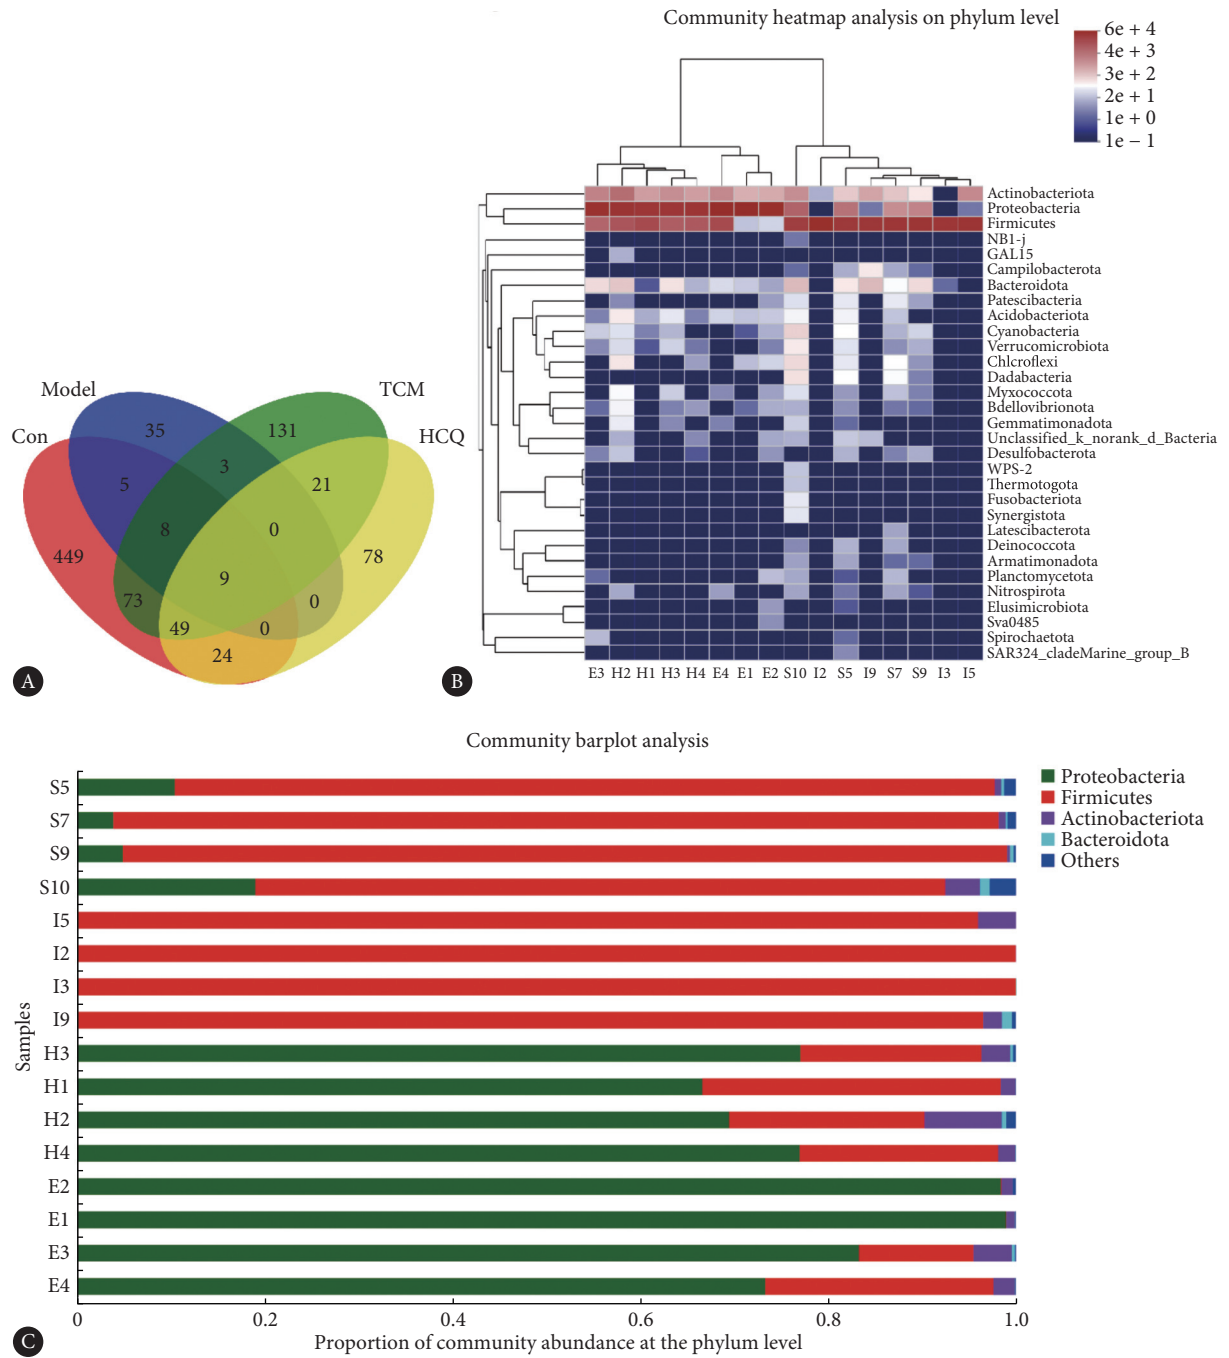 Community heatmap analysis on phylum level
6e + 4
4e + 3
3e + 2
2e + 1
1e + 0
1e − 1
Actinobacteriota
Proteobacteria
Firmicutes
NB1-j
GAL15
Campilobacterota
Bacteroidota
Patescibacteria
Acidobacteriota
Cyanobacteria
Verrucomicrobiota
Chlcroflexi
Dadabacteria
Myxococcota
Bdellovibrionota
Gemmatimonadota
Unclassified_k_norank_d_Bacteria
Desulfobacterota
WPS-2
Thermotogota
Fusobacteriota
Synergistota
Latescibacterota
Deinococcota
Armatimonadota
Planctomycetota
Nitrospirota
Elusimicrobiota
Sva0485
Spirochaetota
SAR324_cladeMarine_group_B
E3 H2 H1 H3 H4 E4 E1 E2 S10 I2 S5 I9 S7 S9 I3 I5
B
Model
TCM
Con
HCQ
35
131
3
5
21
8
0
449
78
9
73
0
49
0
24
A
Community barplot analysis
Proteobacteria
Firmicutes
Actinobacteriota
Bacteroidota
Others
S5
S7
S9
S10
I5
I2
I3
I9
H3
H1
H2
H4
E2
E1
E3
E4
Samples
0 0.2 0.4 0.6 0.8 1.0
Proportion of community abundance at the phylum level
C